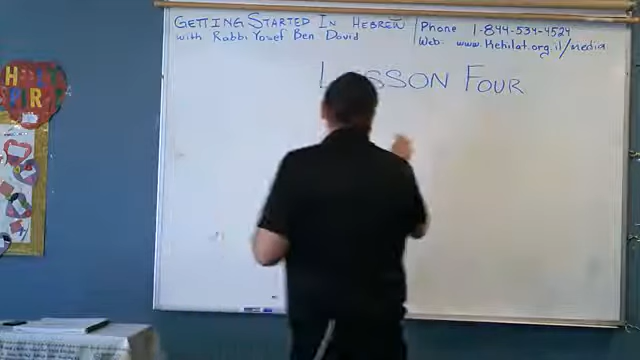 GETTING STARTED IN HEBREW
with Rabbi Yosef Ben David
Phone 1-844-534-4524
Web: www.Kehilat.org.il/media
LESSON FOUR